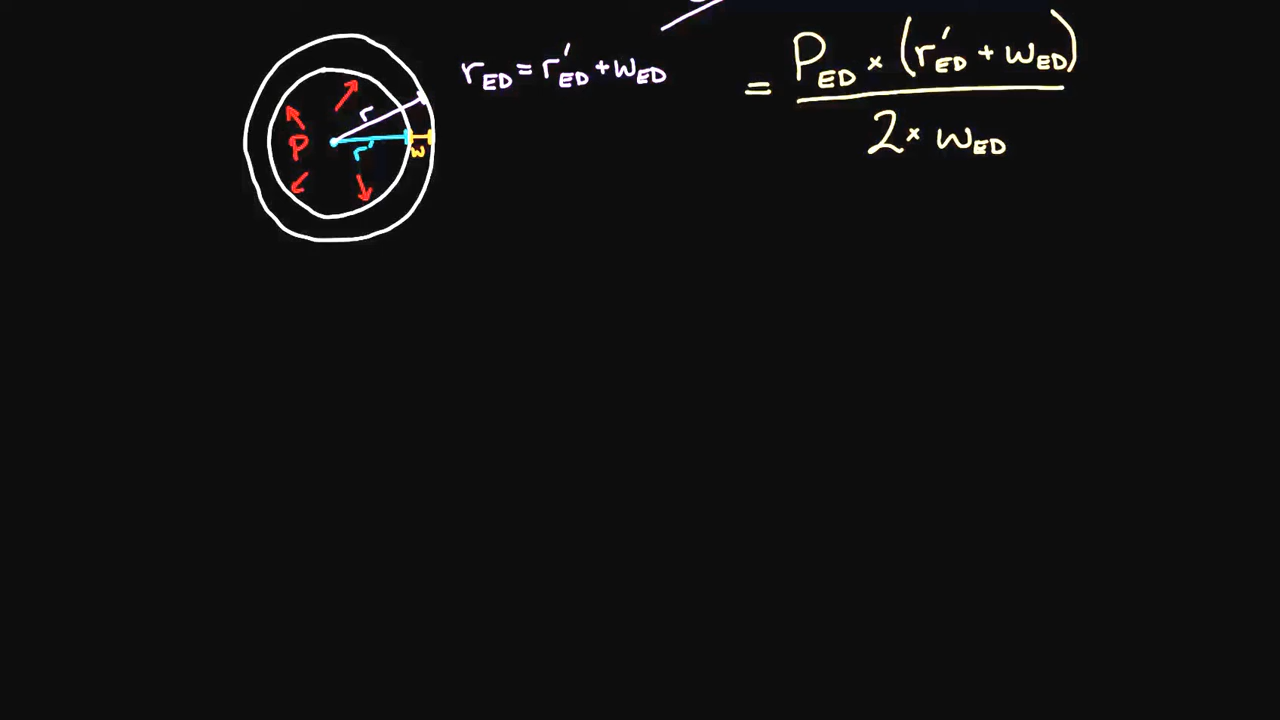 r_ED = r'_ED + w_ED
= P_ED × (r'_ED + w_ED)
2 × w_ED
r
P
r'
w